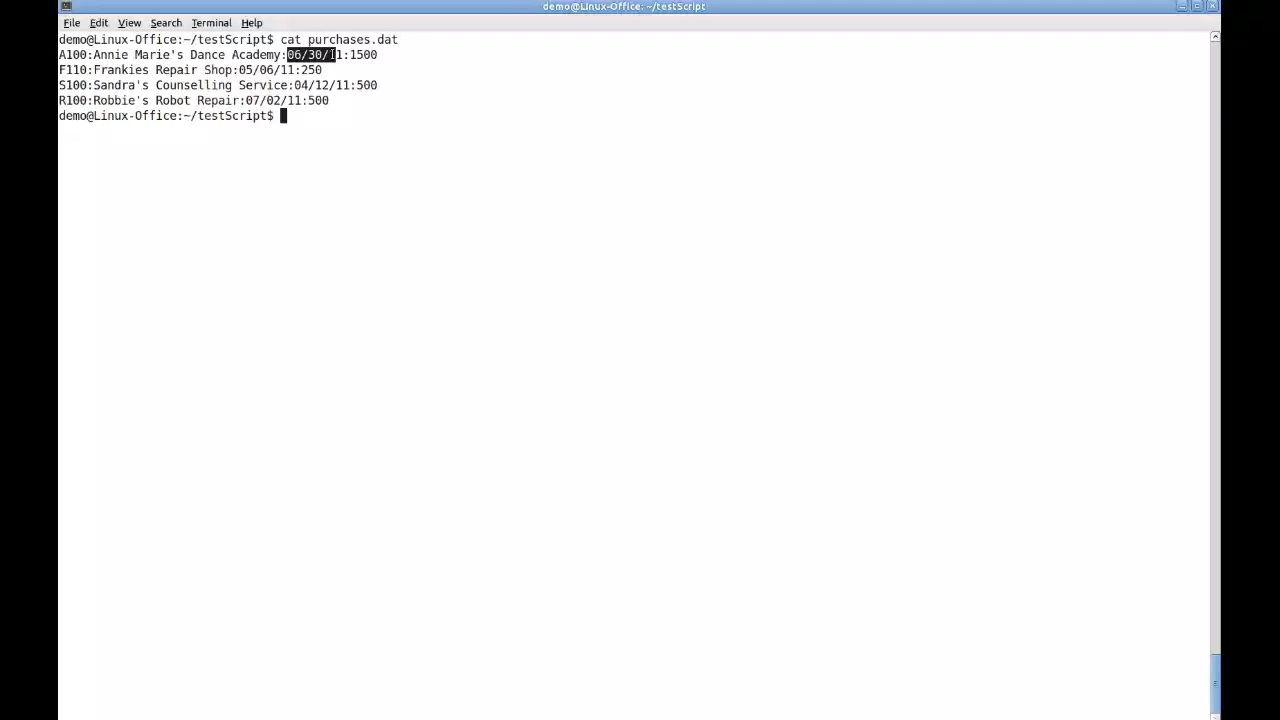 demo@Linux-Office: ~/testScript
File Edit View Search Terminal Help
demo@Linux-Office:~/testScript$ cat purchases.dat
A100:Annie Marie's Dance Academy:06/30/11:1500
F110:Frankies Repair Shop:05/06/11:250
S100:Sandra's Counselling Service:04/12/11:500
R100:Robbie's Robot Repair:07/02/11:500
demo@Linux-Office:~/testScript$